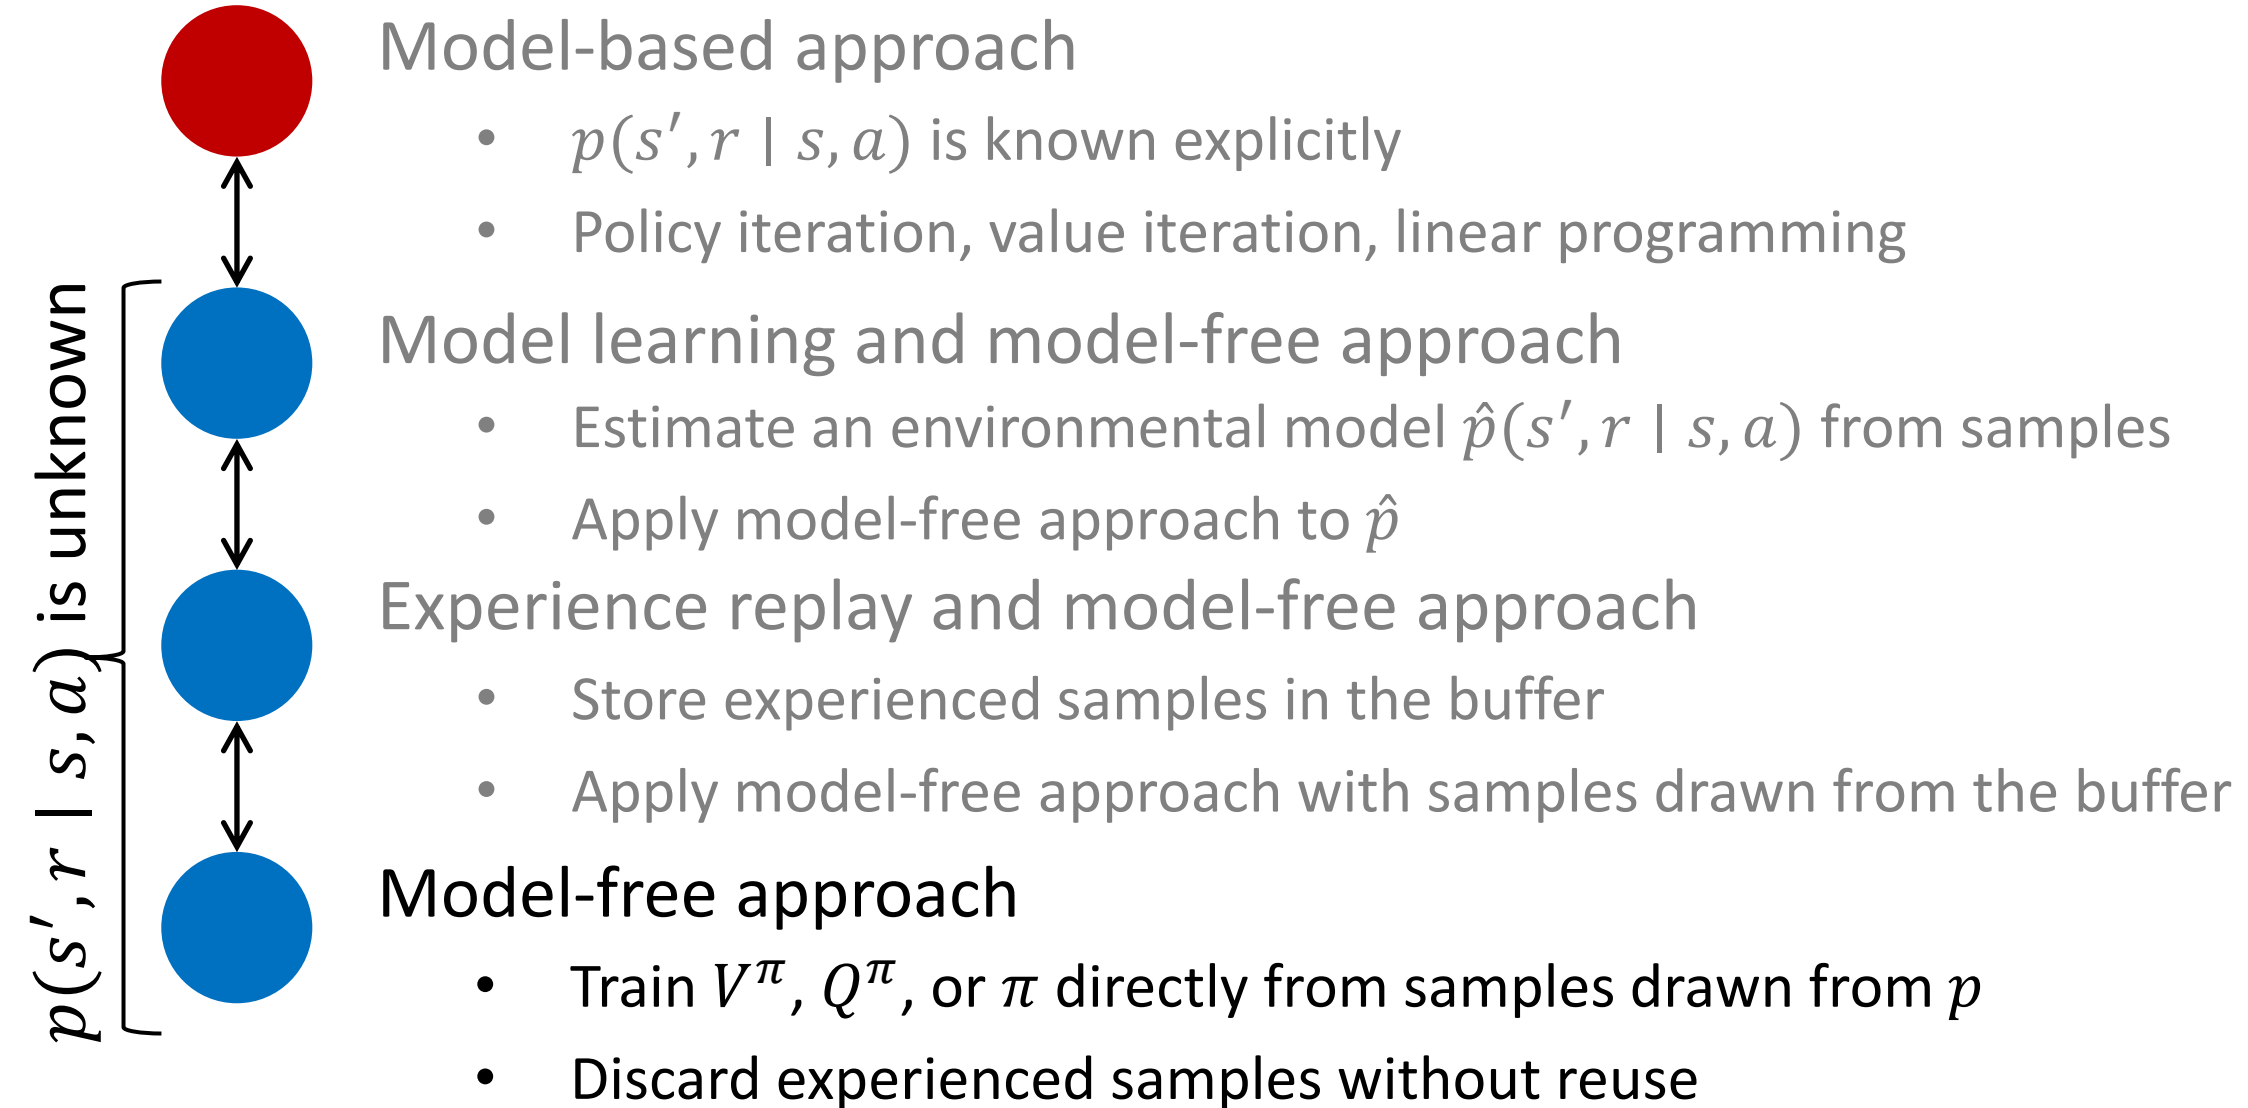 Model-based approach
• p(s′, r | s, a) is known explicitly
• Policy iteration, value iteration, linear programming
Model learning and model-free approach
• Estimate an environmental model p̂(s′, r | s, a) from samples
• Apply model-free approach to p̂
Experience replay and model-free approach
• Store experienced samples in the buffer
• Apply model-free approach with samples drawn from the buffer
Model-free approach
• Train V^π, Q^π, or π directly from samples drawn from p
• Discard experienced samples without reuse
p(s′, r | s, a) is unknown